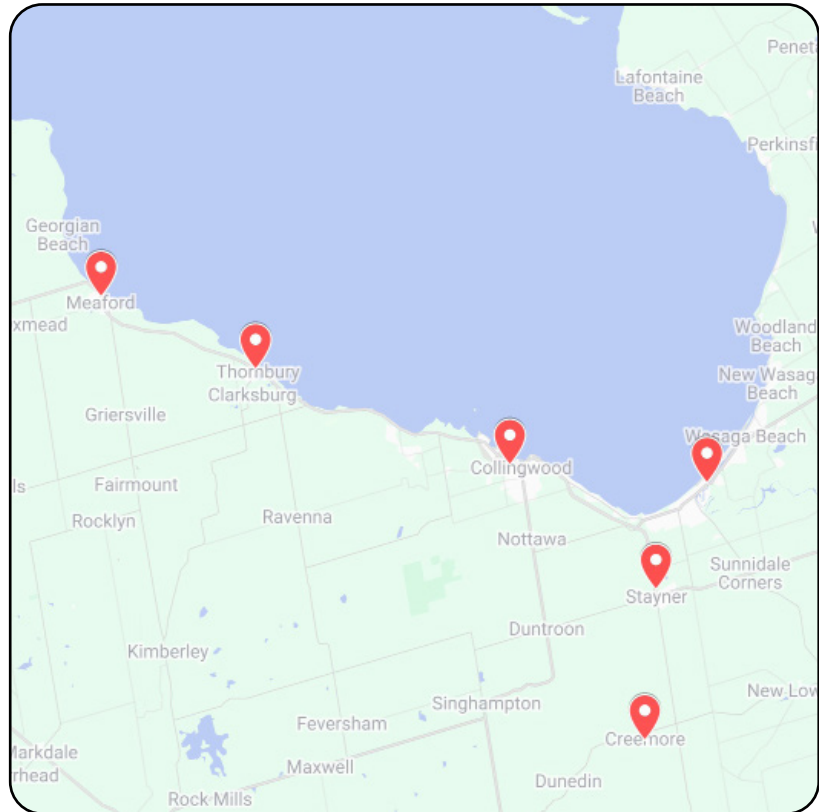 Penet
Lafontaine
Beach
Perkinsfi
Georgian
Beach
Meaford
xmead
Woodland
Beach
Thornbury
Clarksburg
New Wasag
Beach
Griersville
Wasaga Beach
Collingwood
ls
Fairmount
Rocklyn
Ravenna
Nottawa
Sunnidale
Corners
Stayner
Duntroon
Kimberley
New Low
Singhampton
Feversham
Creemore
Markdale
rhead
Maxwell
Dunedin
Rock Mills